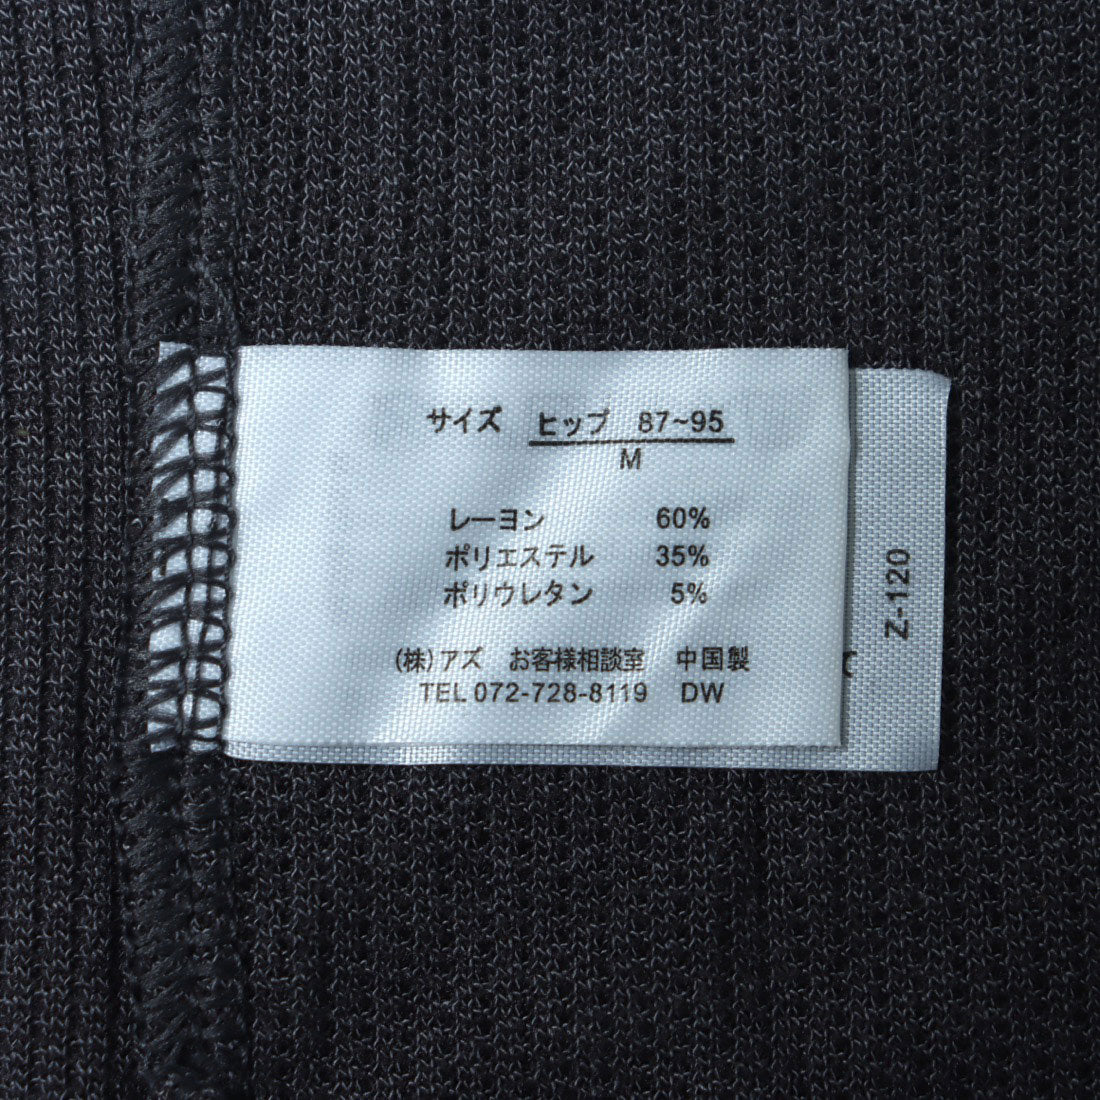 サイズ ヒップ 87~95
M
レーヨン 60%
ポリエステル 35%
ポリウレタン 5%
(株)アズ お客様相談室 中国製
TEL 072-728-8119 DW
Z-120